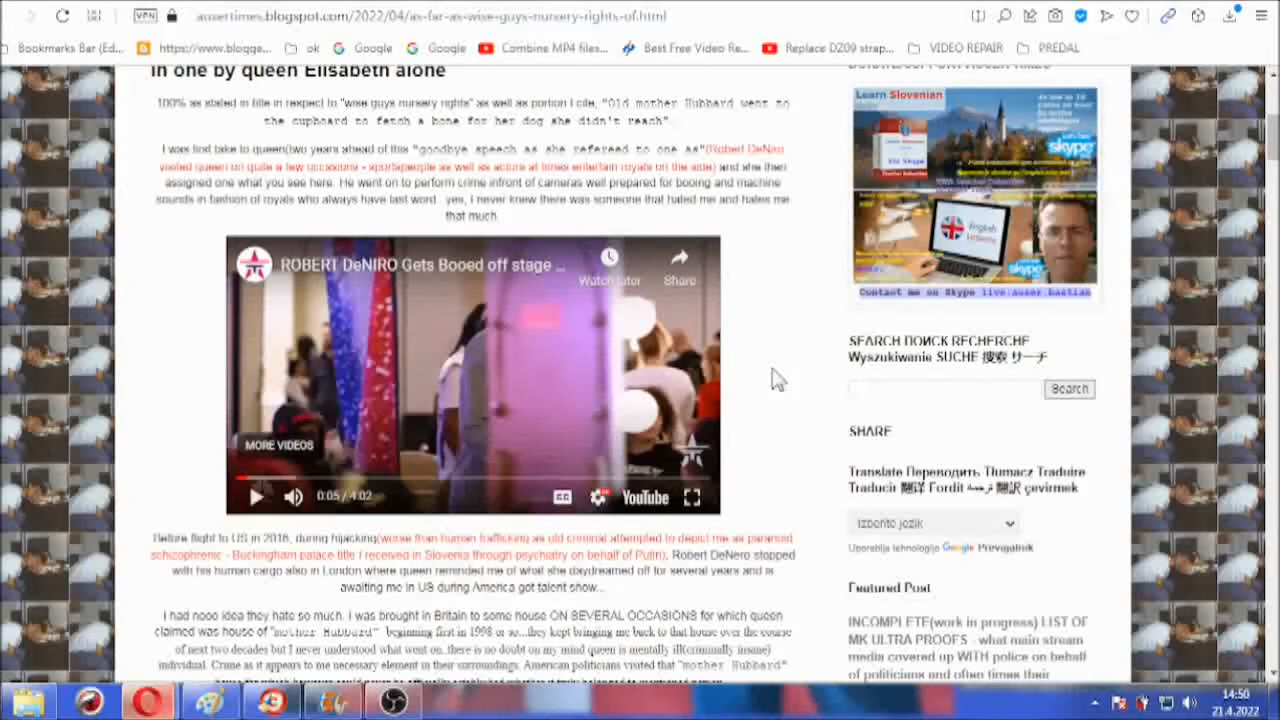 VPN ausertimes.blogspot.com/2022/04/as-far-as-wise-guys-nursery-rights-of.html
Bookmarks Bar (Ed... https://www.blogge... ok Google Google Combine MP4 files... Best Free Video Re... Replace D209 strap... VIDEO REPAIR PREDAL
in one by queen Elisabeth alone
100% as stated in title in respect to "wise guys nursery rights" as well as portion I cite, "Old mother Hubbard went to
the cupboard to fetch a bone for her dog she didn't reach".
I was first take to queen(two years ahead of this "goodbye speech as she refereed to one as"(Robert DeNiro
visited queen on quite a few occasions - sportspeople as well as actors at times entertain royals on the side) and she then
assigned one what you see here. He went on to perform crime infront of cameras well prepared for booing and machine
sounds in fashion of royals who always have last word. yes, I never knew there was someone that hated me and hates me
that much.
ROBERT DeNIRO Gets Booed off stage ...
Watch later Share
MORE VIDEOS
0:05 / 4:02 CC YouTube
Before flight to US in 2016, during hijacking(worse than human trafficking as old criminal attempted to depict me as paranoid
schizophrenic - Buckingham palace title I received in Slovenia through psychiatry on behalf of Putin), Robert DeNero stopped
with his human cargo also in London where queen reminded me of what she daydreamed off for several years and is
awaiting me in US during America got talent show...
I had nooo idea they hate so much. I was brought in Britain to some house ON SEVERAL OCCASIONS for which queen
claimed was house of "mother Hubbard" beginning first in 1998 or so...they kept bringing me back to that house over the course
of next two decades but I never understood what went on. there is no doubt on my mind queen is mentally ill(criminally insane)
individual. Crime as it appears to me necessary element in their surroundings. American politicians visited that "mother Hubbard"
Learn Slovenian
Via Skype
English
skype
Contact me on Skype live:auser.bastian
SEARCH ПОИСК RECHERCHE
Wyszukiwanie SUCHE 搜索 サーチ
Search
SHARE
Translate Переводить Tłumacz Traduire
Traducir 翻译 Fordít ترجمة 翻訳 çevirmek
Izberite jezik
Uporablja tehnologijo Google Prevajalnik
Featured Post
INCOMPLETE(work in progress) LIST OF
MK ULTRA PROOFS - what main stream
media covered up WITH police on behalf
of politicians and often times their
14:50
21.4.2022